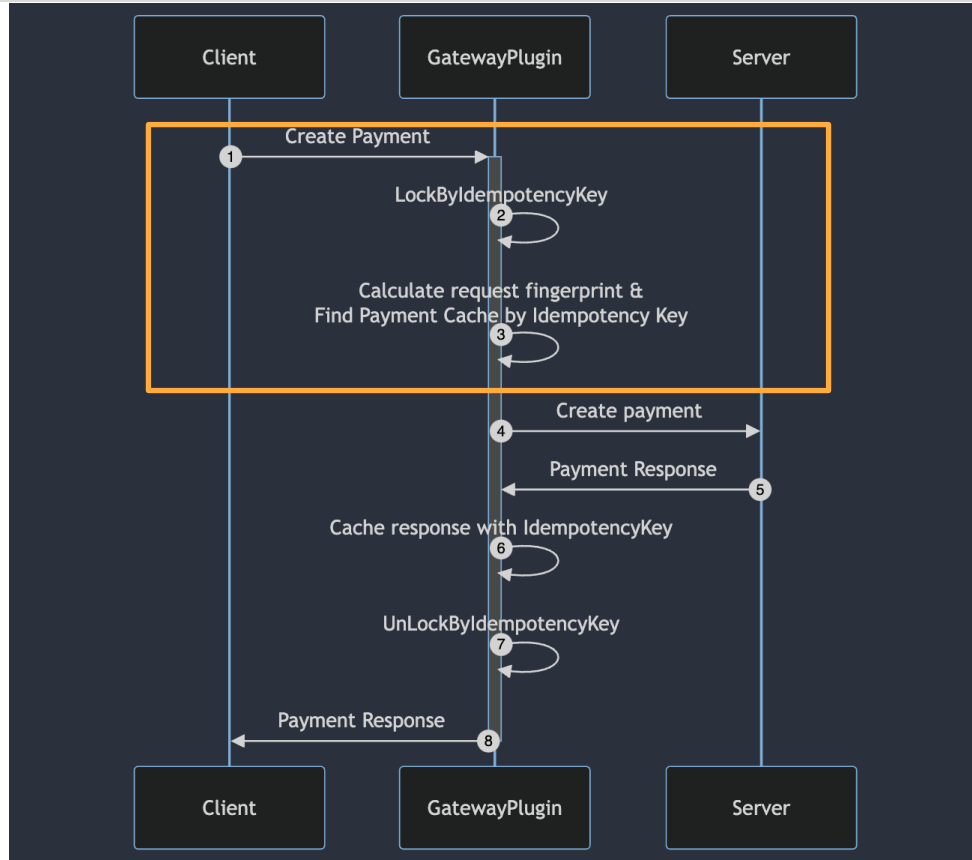 Client GatewayPlugin Server
Create Payment
1
LockByIdempotencyKey
2
Calculate request fingerprint &
Find Payment Cache by Idempotency Key
3
Create payment
4
Payment Response
5
Cache response with IdempotencyKey
6
UnLockByIdempotencyKey
7
Payment Response
8
Client GatewayPlugin Server